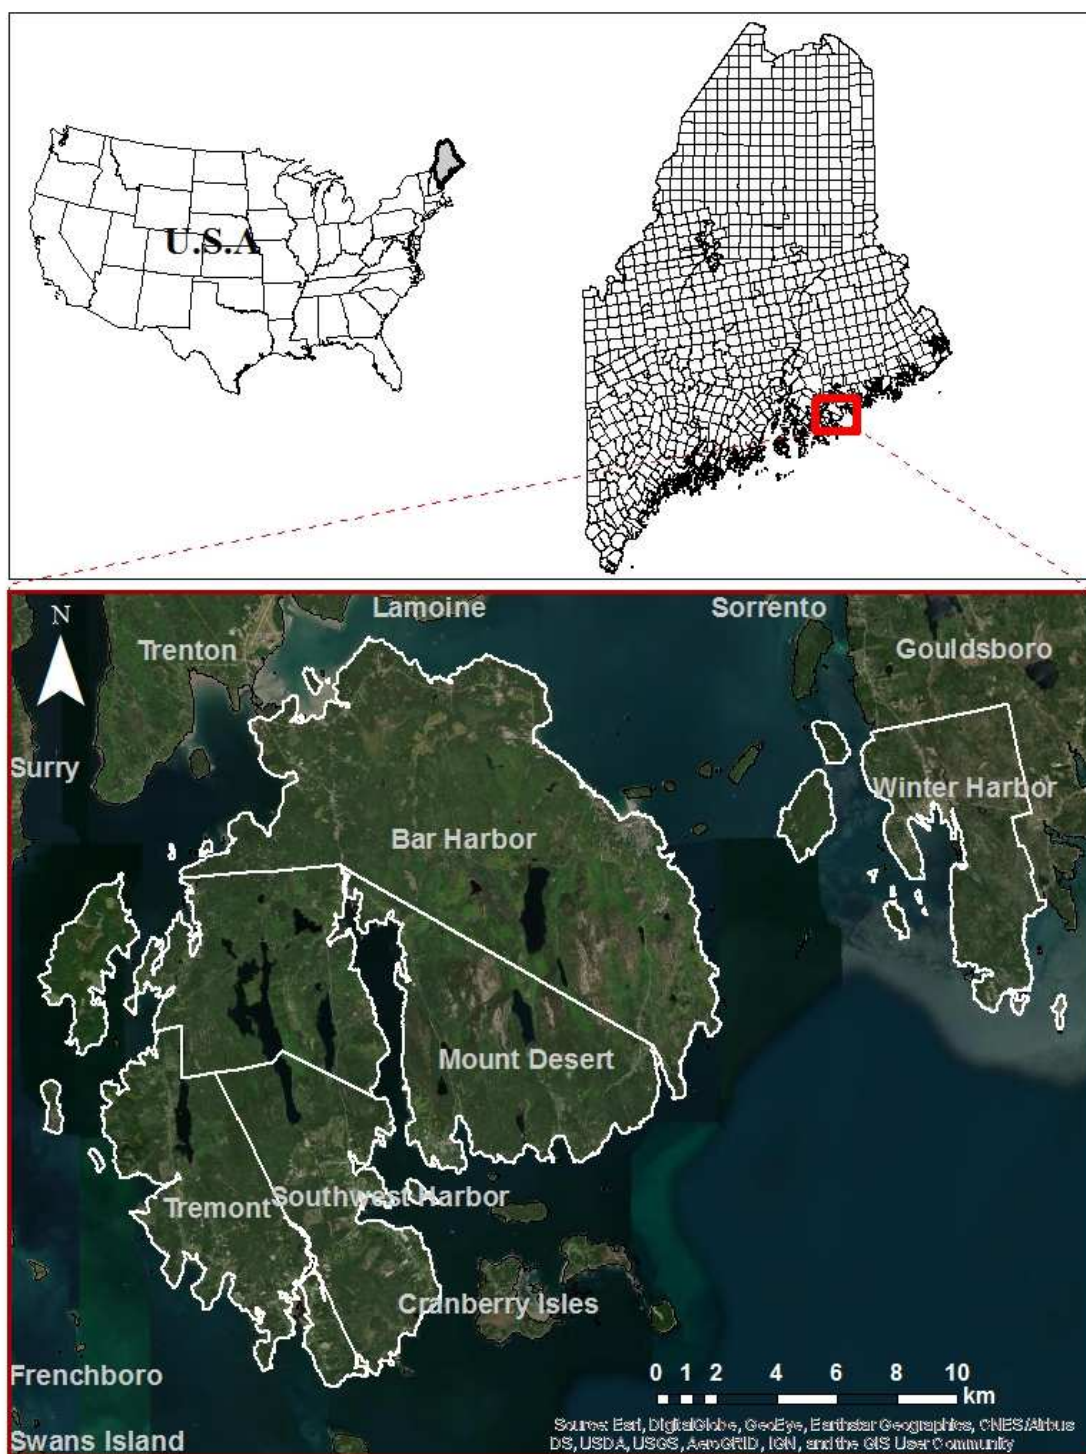 U.S.A
N
Lamoine
Sorrento
Trenton
Gouldsboro
Surry
Winter Harbor
Bar Harbor
Mount Desert
Tremont
Southwest Harbor
Cranberry Isles
Frenchboro
0 1 2 4 6 8 10
km
Swans Island
Source: Esri, DigitalGlobe, GeoEye, Earthstar Geographics, CNES/Airbus
DS, USDA, USGS, AeroGRID, IGN, and the GIS User Community